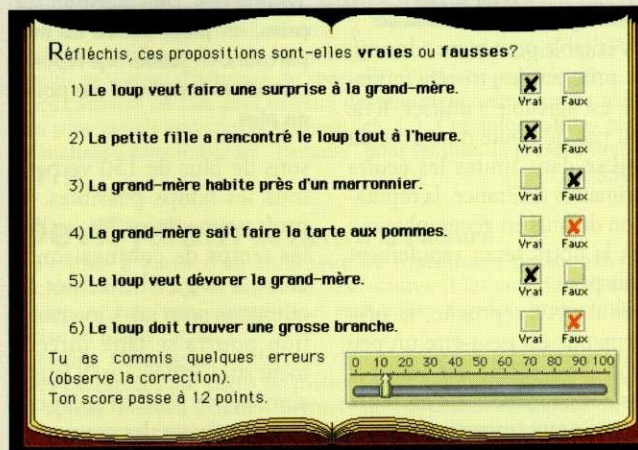 Réfléchis, ces propositions sont-elles vraies ou fausses?
1) Le loup veut faire une surprise à la grand-mère.
Vrai Faux
2) La petite fille a rencontré le loup tout à l'heure.
Vrai Faux
3) La grand-mère habite près d'un marronnier.
Vrai Faux
4) La grand-mère sait faire la tarte aux pommes.
Vrai Faux
5) Le loup veut dévorer la grand-mère.
Vrai Faux
6) Le loup doit trouver une grosse branche.
Vrai Faux
Tu as commis quelques erreurs
(observe la correction).
Ton score passe à 12 points.
0 10 20 30 40 50 60 70 80 90 100